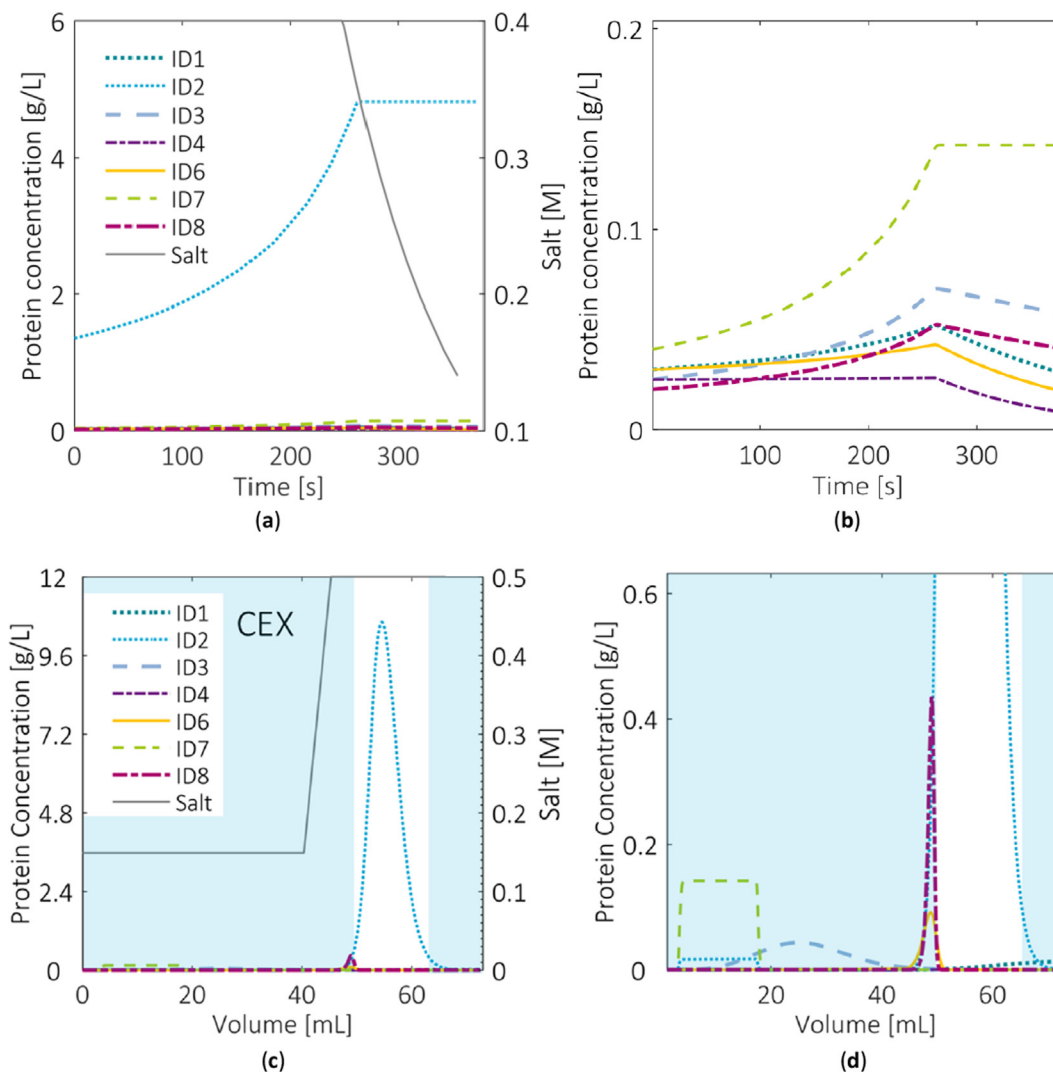 6
4
2
0
Protein concentration [g/L]
ID1
ID2
ID3
ID4
ID6
ID7
ID8
Salt
0.4
0.3
0.2
0.1
Salt [M]
0 100 200 300
Time [s]
(a)
0.2
0.1
0
Protein concentration [g/L]
100 200 300
Time [s]
(b)
12
9.6
7.2
4.8
2.4
0
Protein Concentration [g/L]
ID1
ID2
ID3
ID4
ID6
ID7
ID8
Salt
CEX
0.5
0.4
0.3
0.2
0.1
0
Salt [M]
0 20 40 60
Volume [mL]
(c)
0.6
0.4
0.2
0
Protein Concentration [g/L]
20 40 60
Volume [mL]
(d)